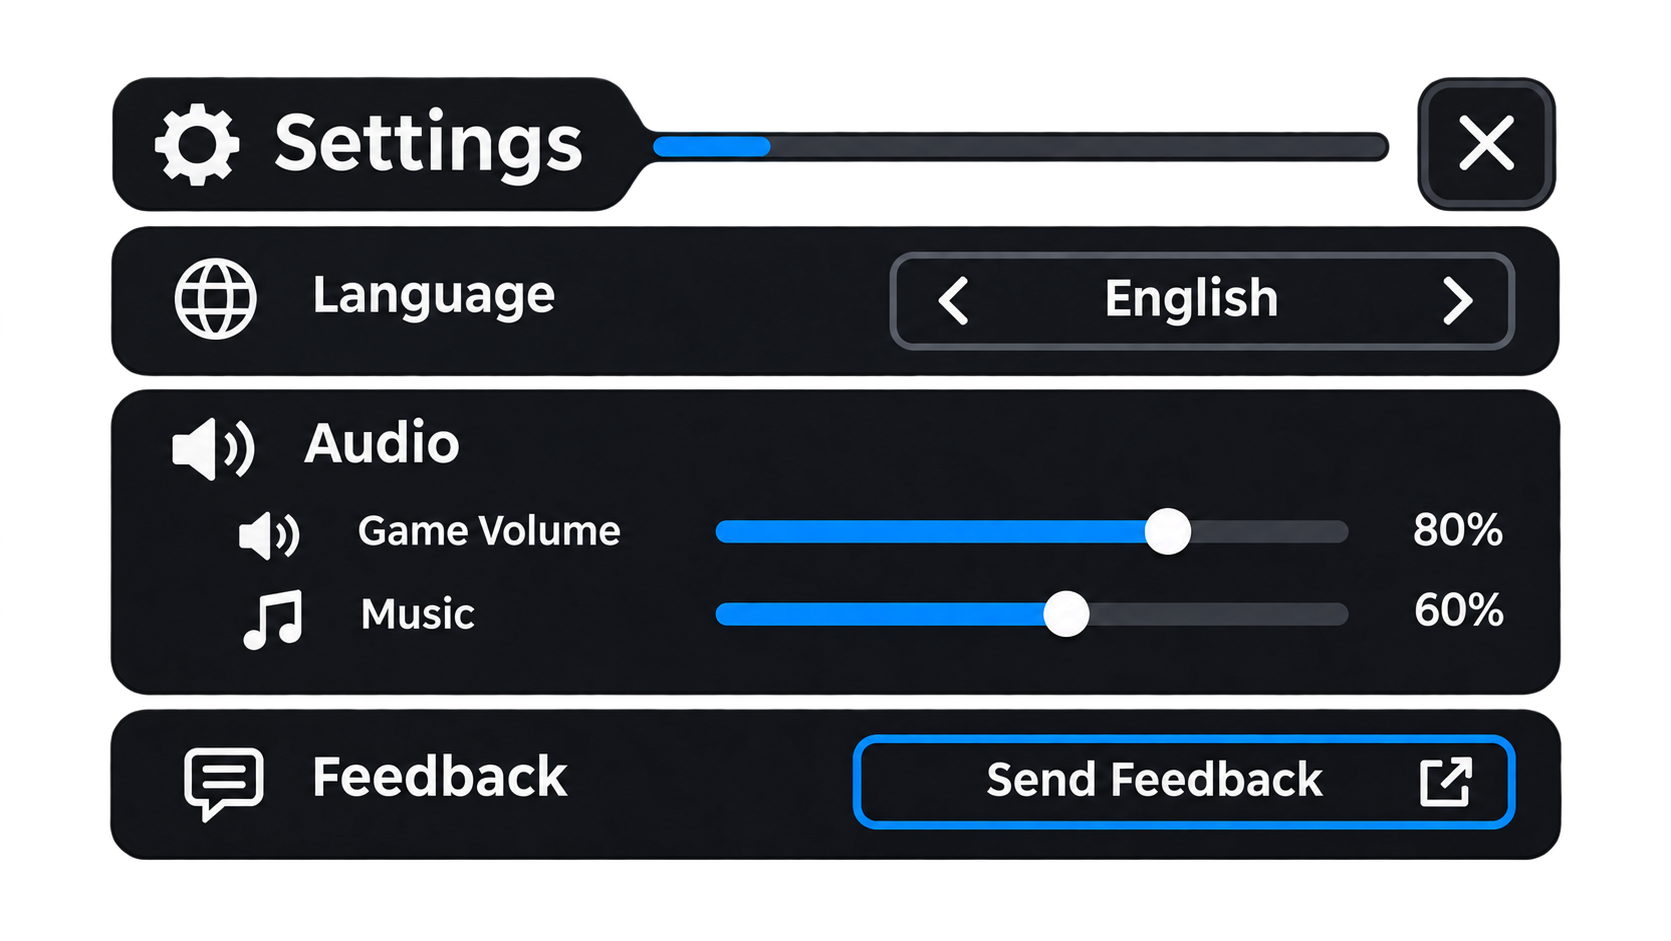 Settings
Language
English
Audio
Game Volume
80%
Music
60%
Feedback
Send Feedback